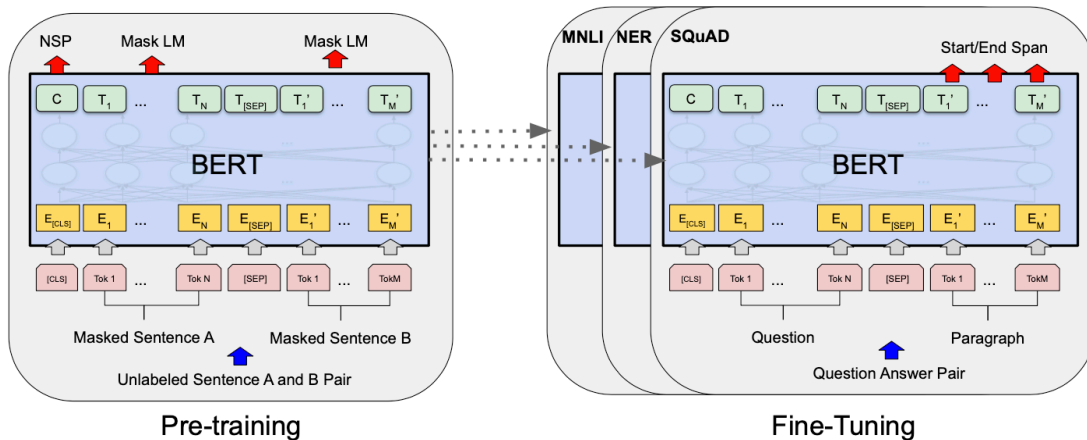 NSP Mask LM Mask LM
C T1 ... TN T[SEP] T1' ... TM'
BERT
...
E[CLS] E1 ... EN E[SEP] E1' ... EM'
[CLS] Tok 1 ... Tok N [SEP] Tok 1 ... TokM
Masked Sentence A Masked Sentence B
Unlabeled Sentence A and B Pair
Pre-training
MNLI NER SQuAD
Start/End Span
C T1 ... TN T[SEP] T1' ... TM'
BERT
...
E[CLS] E1 ... EN E[SEP] E1' ... EM'
[CLS] Tok 1 ... Tok N [SEP] Tok 1 ... TokM
Question Paragraph
Question Answer Pair
Fine-Tuning